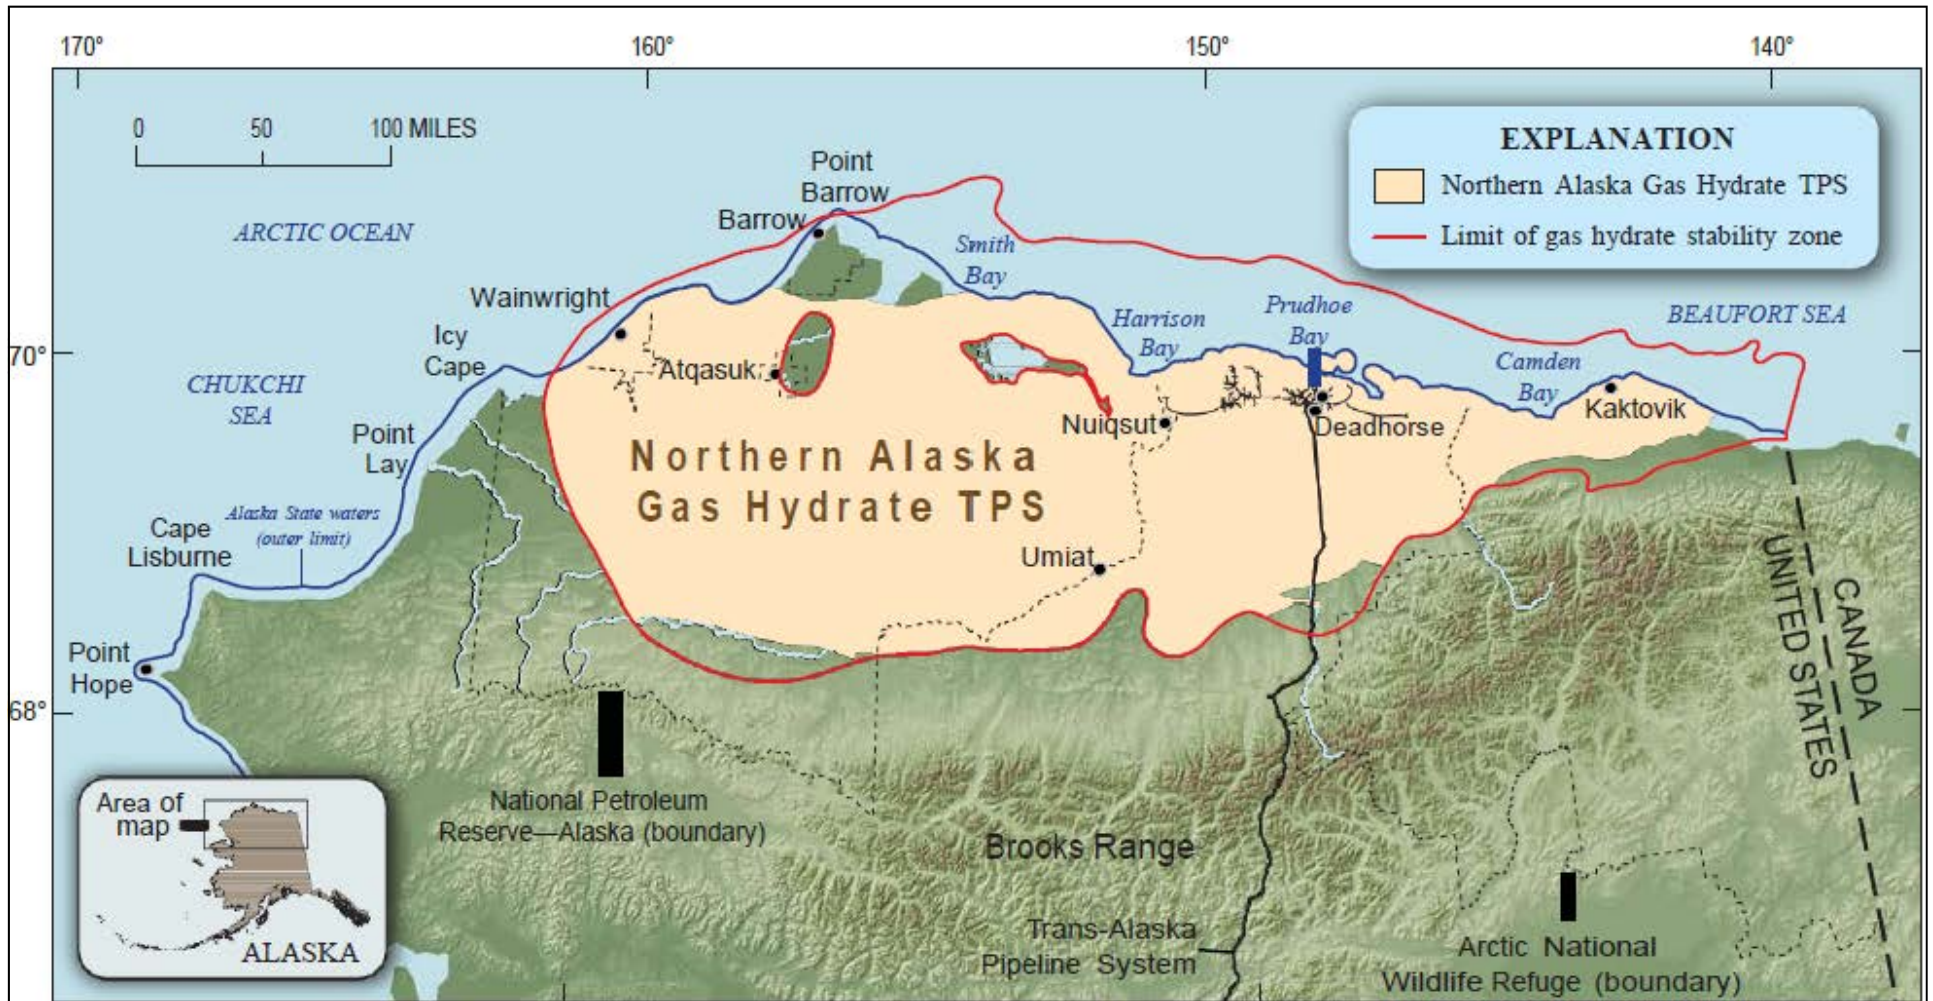 170°
160°
150°
140°
0
50
100 MILES
EXPLANATION
Northern Alaska Gas Hydrate TPS
Limit of gas hydrate stability zone
Point
Barrow
Barrow
ARCTIC OCEAN
Smith
Bay
Wainwright
Icy
Cape
Harrison
Bay
Prudhoe
Bay
BEAUFORT SEA
70°
Atqasuk
Camden
Bay
CHUKCHI
SEA
Kaktovik
Nuiqsut
Deadhorse
Point
Lay
Northern Alaska
Gas Hydrate TPS
Alaska State waters
(outer limit)
Cape
Lisburne
Umiat
CANADA
UNITED STATES
Point
Hope
68°
National Petroleum
Reserve—Alaska (boundary)
Area of
map
ALASKA
Brooks Range
Trans-Alaska
Pipeline System
Arctic National
Wildlife Refuge (boundary)